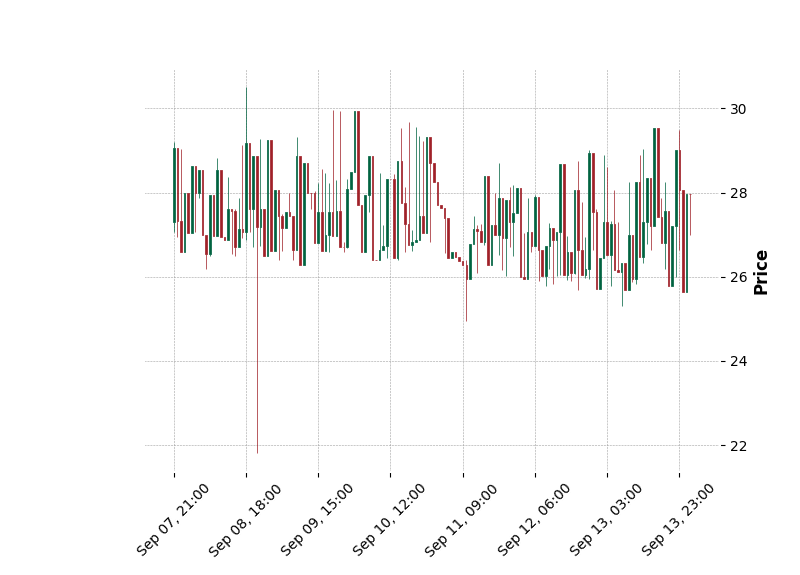 30
28
26
24
22
Price
Sep 07, 21:00
Sep 08, 18:00
Sep 09, 15:00
Sep 10, 12:00
Sep 11, 09:00
Sep 12, 06:00
Sep 13, 03:00
Sep 13, 23:00